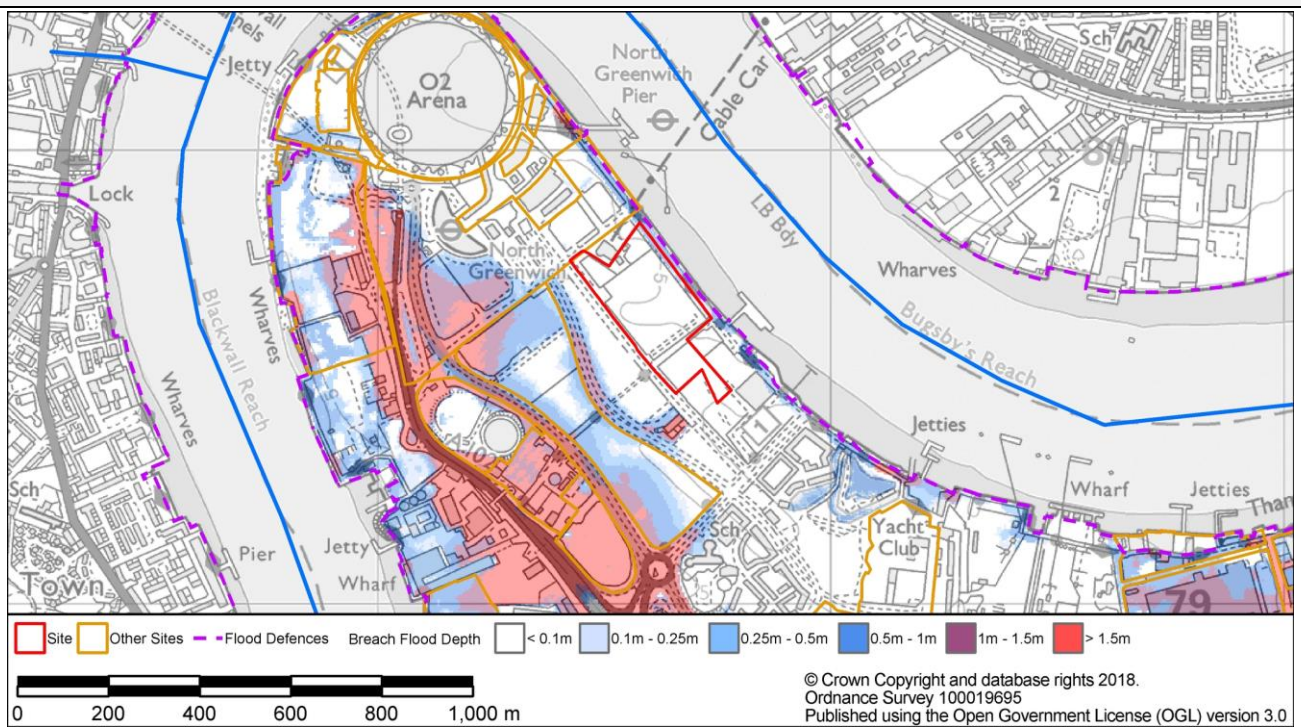 wall
nnels
Jetty
O2
Arena
North
Greenwich
Pier
Cable Car
Sch
80
2
Lock
LB Bdy
Wharves
North
Greenwich
Wharves
Blackwall Reach
Bugsby's Reach
Wharves
A102
1
Jetties
Sch
Sch
Wharf
Jetties
Yacht
Club
Pier
Jetty
Wharf
Town
79
Site
Other Sites
Flood Defences
Breach Flood Depth
< 0.1m
0.1m - 0.25m
0.25m - 0.5m
0.5m - 1m
1m - 1.5m
> 1.5m
0 200 400 600 800 1,000 m
© Crown Copyright and database rights 2018.
Ordnance Survey 100019695
Published using the Open Government License (OGL) version 3.0